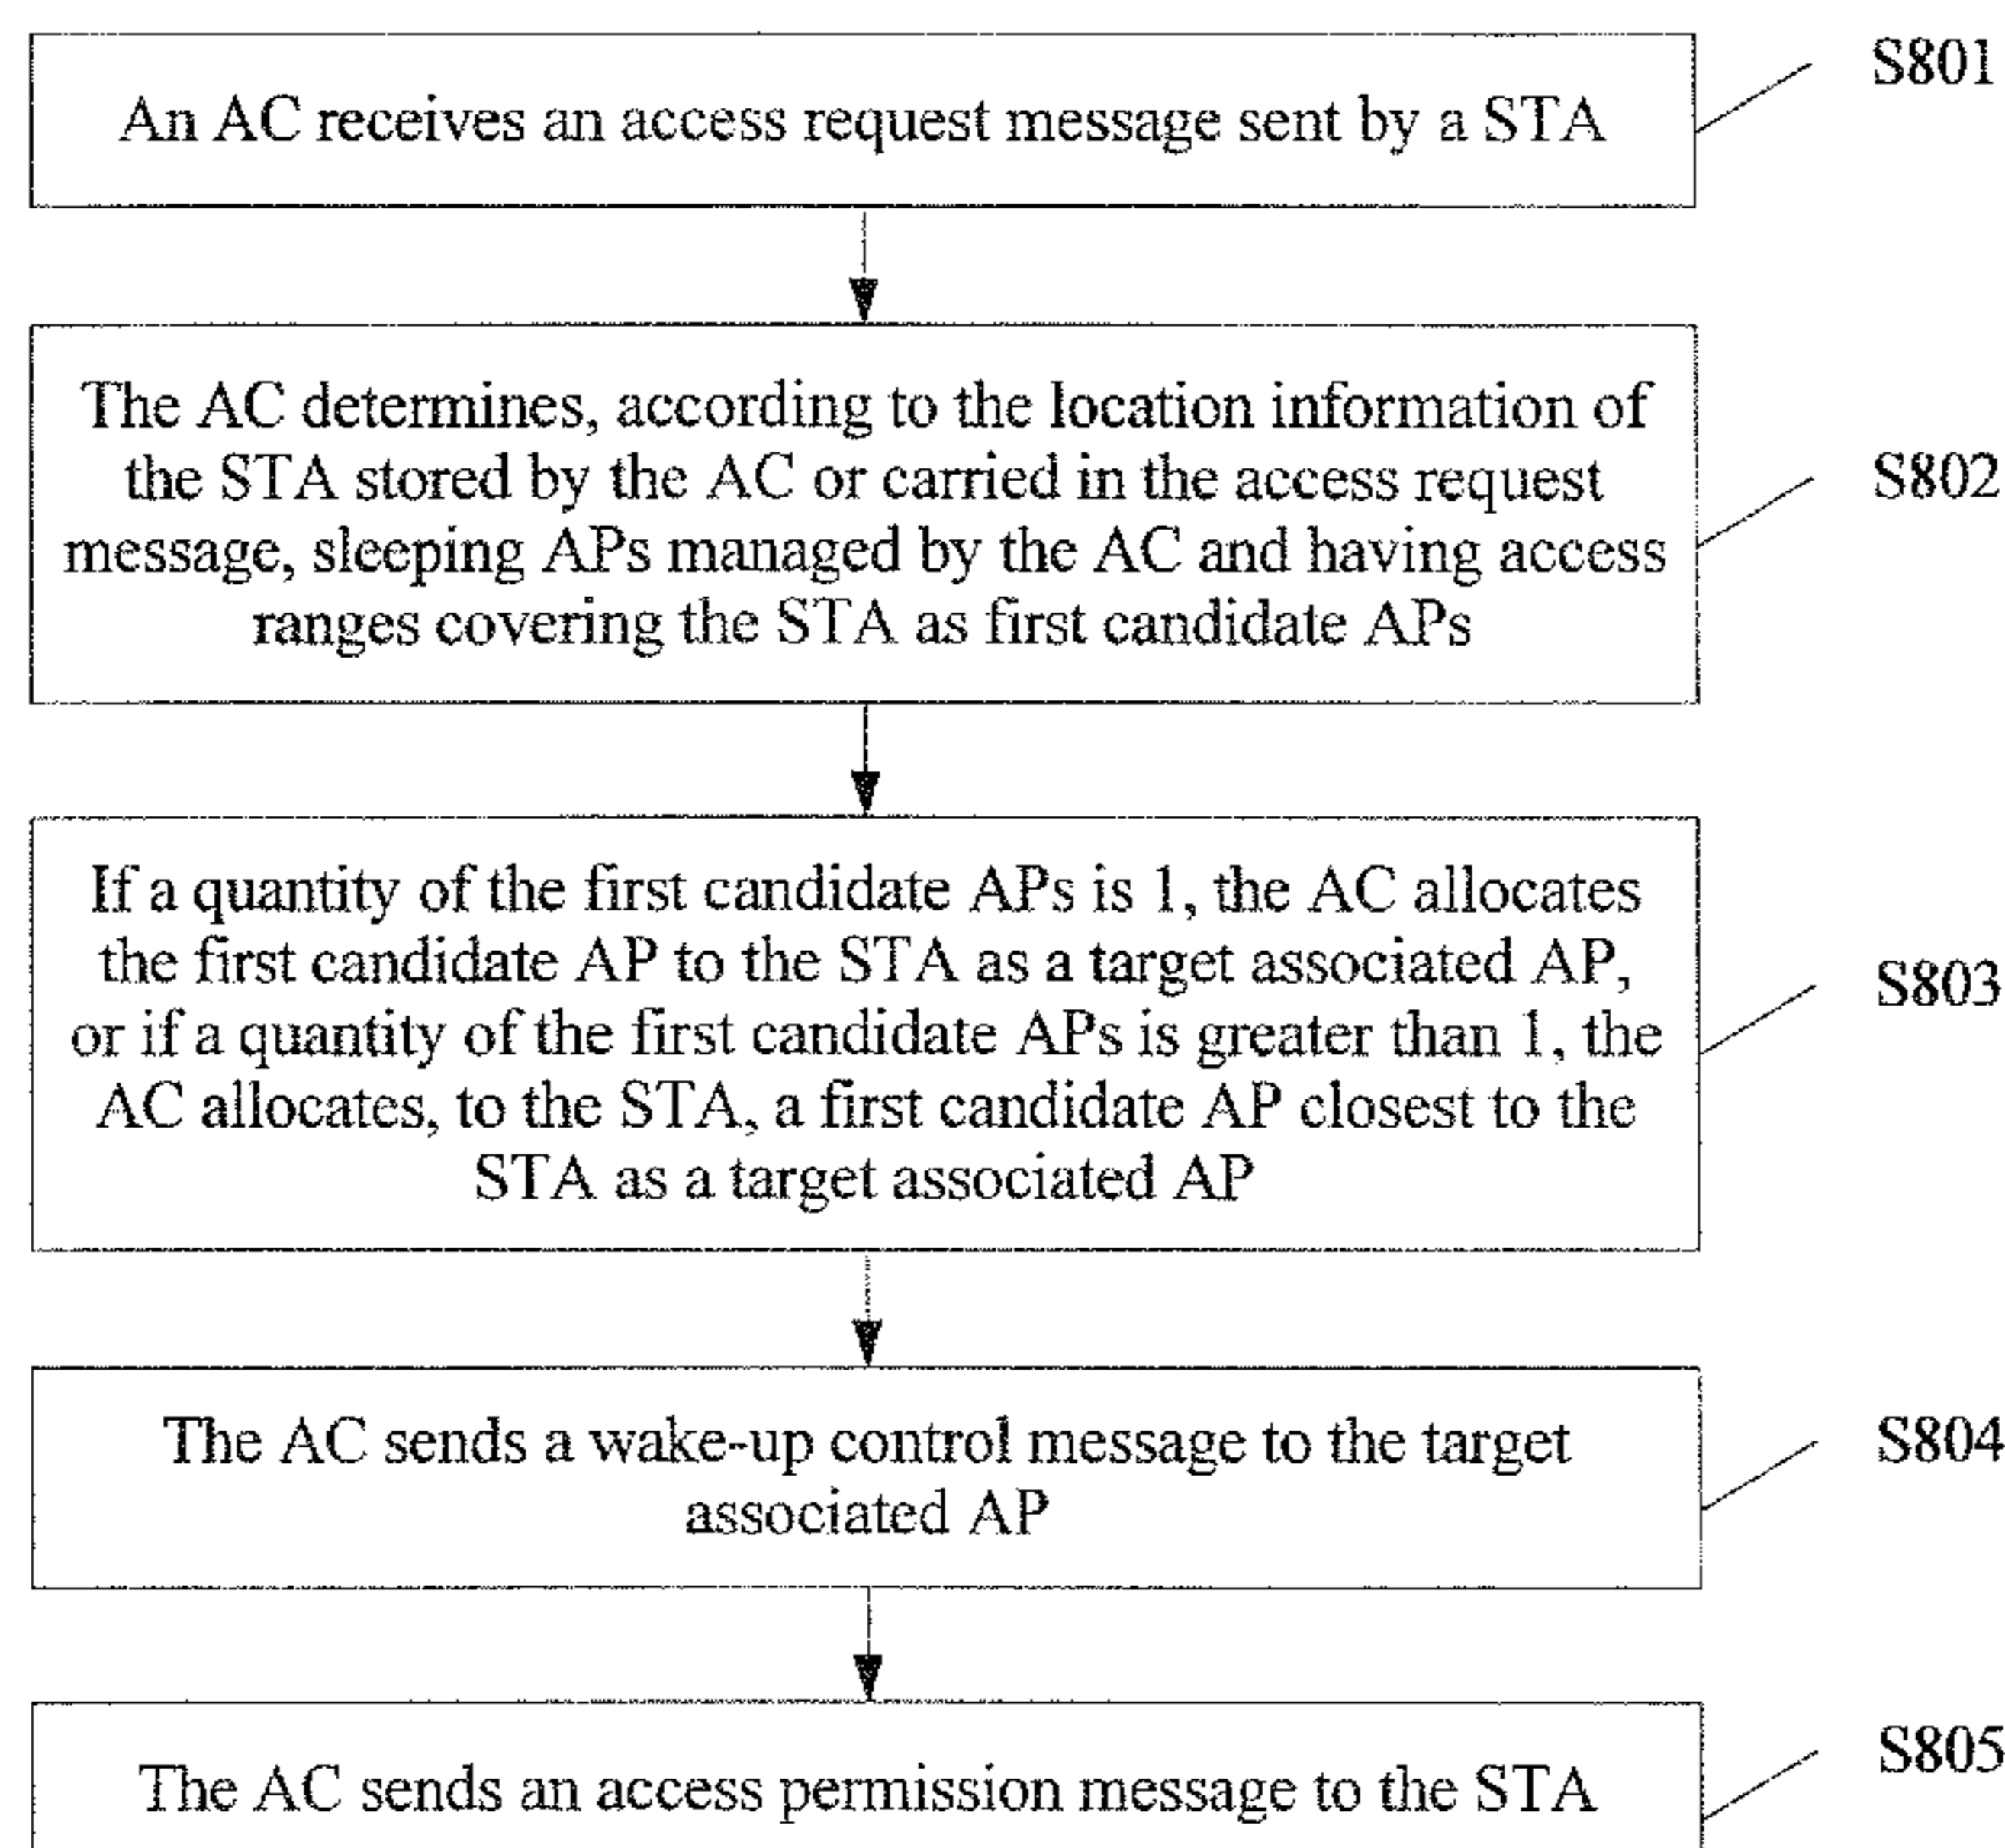 S801
An AC receives an access request message sent by a STA
The AC determines, according to the location information of
the STA stored by the AC or carried in the access request
message, sleeping APs managed by the AC and having access
ranges covering the STA as first candidate APs
S802
If a quantity of the first candidate APs is 1, the AC allocates
the first candidate AP to the STA as a target associated AP,
or if a quantity of the first candidate APs is greater than 1, the
AC allocates, to the STA, a first candidate AP closest to the
STA as a target associated AP
S803
The AC sends a wake-up control message to the target
associated AP
S804
The AC sends an access permission message to the STA
S805